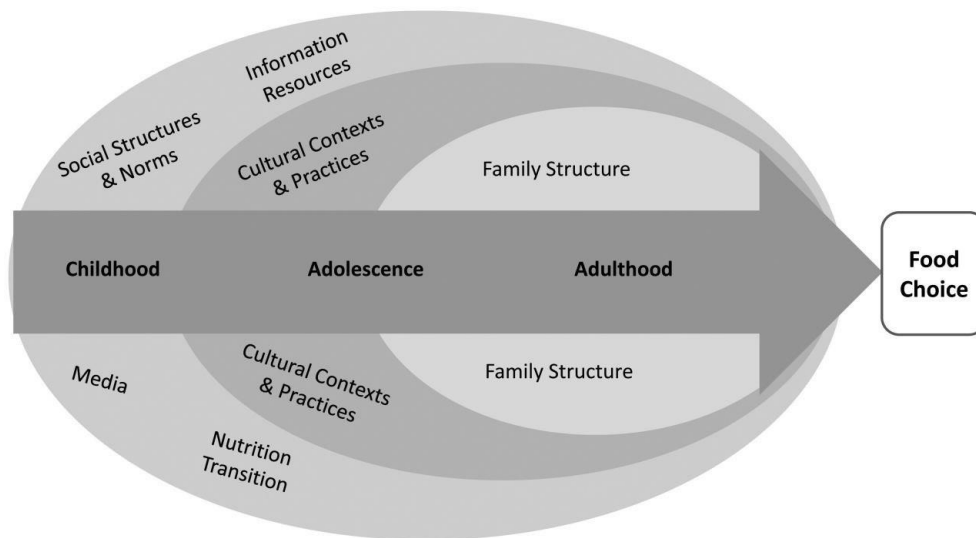 Information
Resources
Social Structures
& Norms
Cultural Contexts
& Practices
Family Structure
Childhood
Adolescence
Adulthood
Food
Choice
Family Structure
Cultural Contexts
& Practices
Media
Nutrition
Transition